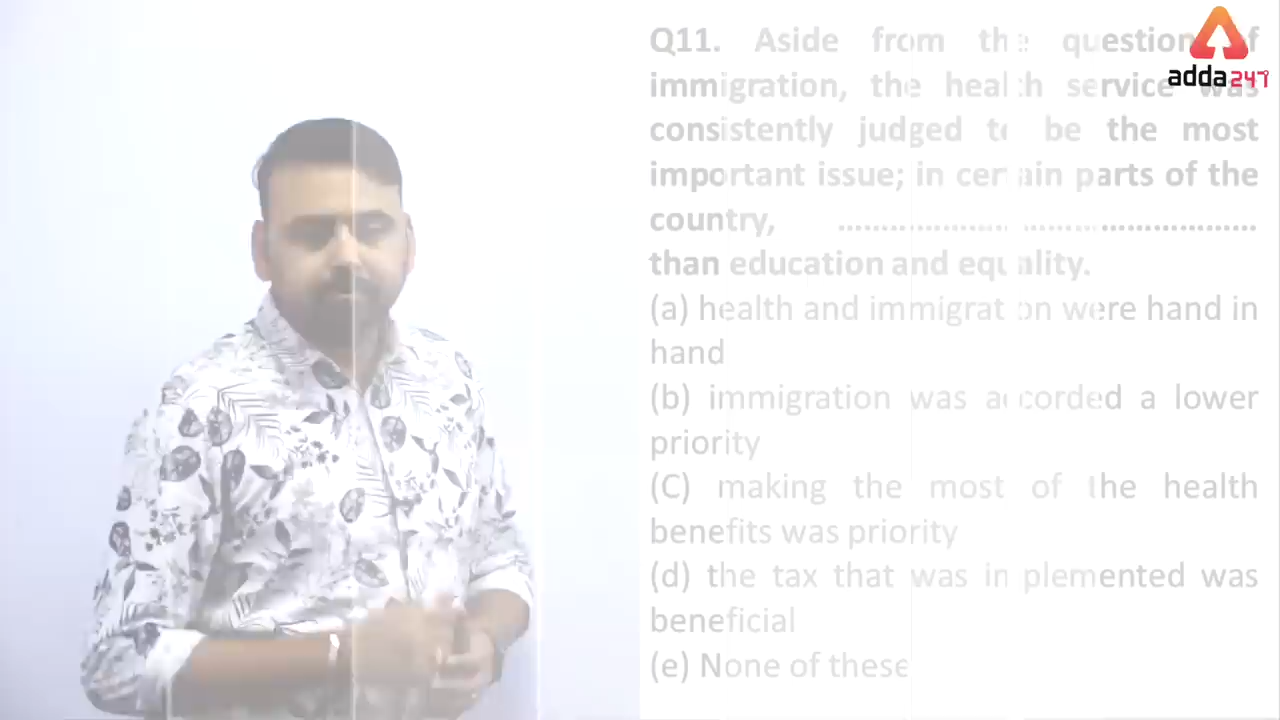 Q11. Aside from the question of
immigration, the health service was
consistently judged to be the most
important issue; in certain parts of the
country, ..........................................
than education and equality.
(a) health and immigration were hand in
hand
(b) immigration was accorded a lower
priority
(C) making the most of the health
benefits was priority
(d) the tax that was implemented was
beneficial
(e) None of these
adda247